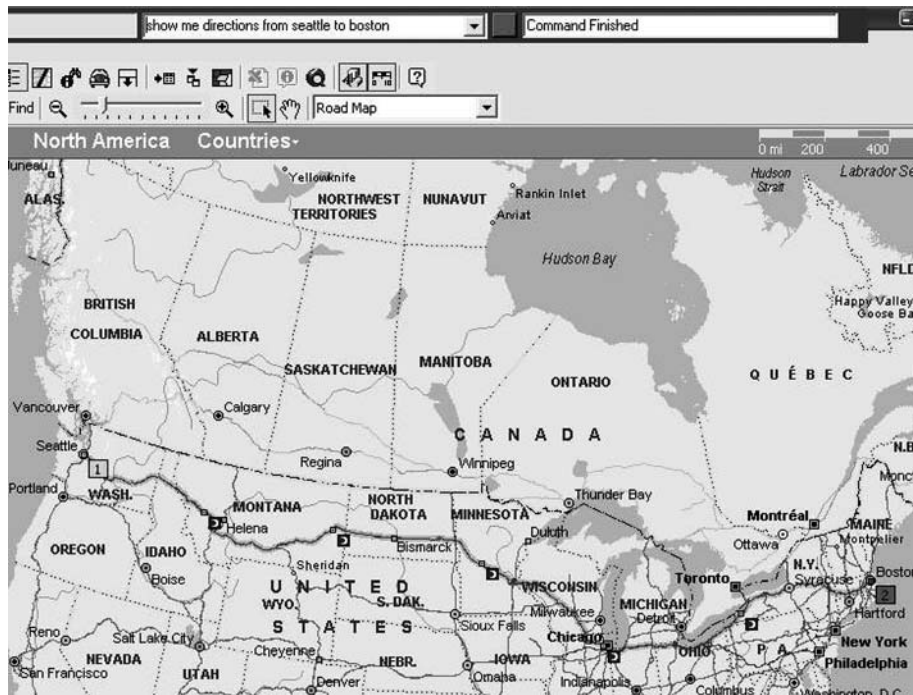 show me directions from seattle to boston
Command Finished
Find
Road Map
North America Countries
0 mi 200 400
Juneau
ALAS.
Yellowknife
NORTHWEST
TERRITORIES
NUNAVUT
Rankin Inlet
Arviat
Hudson
Strait
Labrador Se
Hudson Bay
NFLD
Happy Valley
Goose Ba
BRITISH
COLUMBIA
ALBERTA
SASKATCHEWAN
MANITOBA
ONTARIO
QUÉBEC
Vancouver
Calgary
CANADA
Seattle
1
Regina
Winnipeg
N.B
Monc
Portland
WASH.
MONTANA
Helena
NORTH
DAKOTA
MINNESOTA
Thunder Bay
Duluth
Montréal
Ottawa
MAINE
Montpelier
OREGON
IDAHO
Boise
Sheridan
Bismarck
WISCONSIN
Toronto
N.Y.
Syracuse
Boston
2
UNITED
WYO.
S. DAK.
STATES
Sioux Falls
Milwaukee
MICHIGAN
Detroit
Hartford
Reno
Salt Lake City
Chicago
OHIO
P A
New York
San Francisco
NEVADA
UTAH
Cheyenne
NEBR.
IOWA
Omaha
Philadelphia
Denver
Indianapolis
Columbus
Washington, D.C.